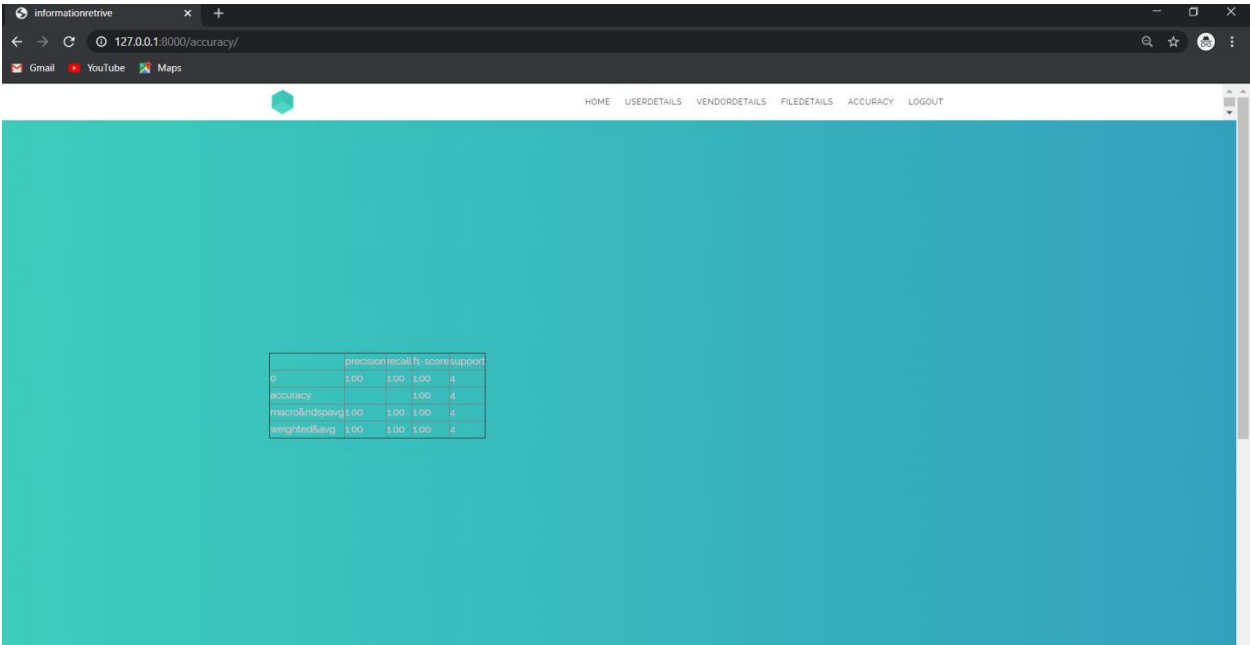 informationretrive
127.0.0.1:8000/accuracy/
Gmail YouTube Maps
HOME USERDETAILS VENDORDETAILS FILEDETAILS ACCURACY LOGOUT
precision recall f1-score support
0 1.00 1.00 1.00 4
accuracy 1.00 4
macro&ndspavg 1.00 1.00 1.00 4
weighted&avg 1.00 1.00 1.00 4